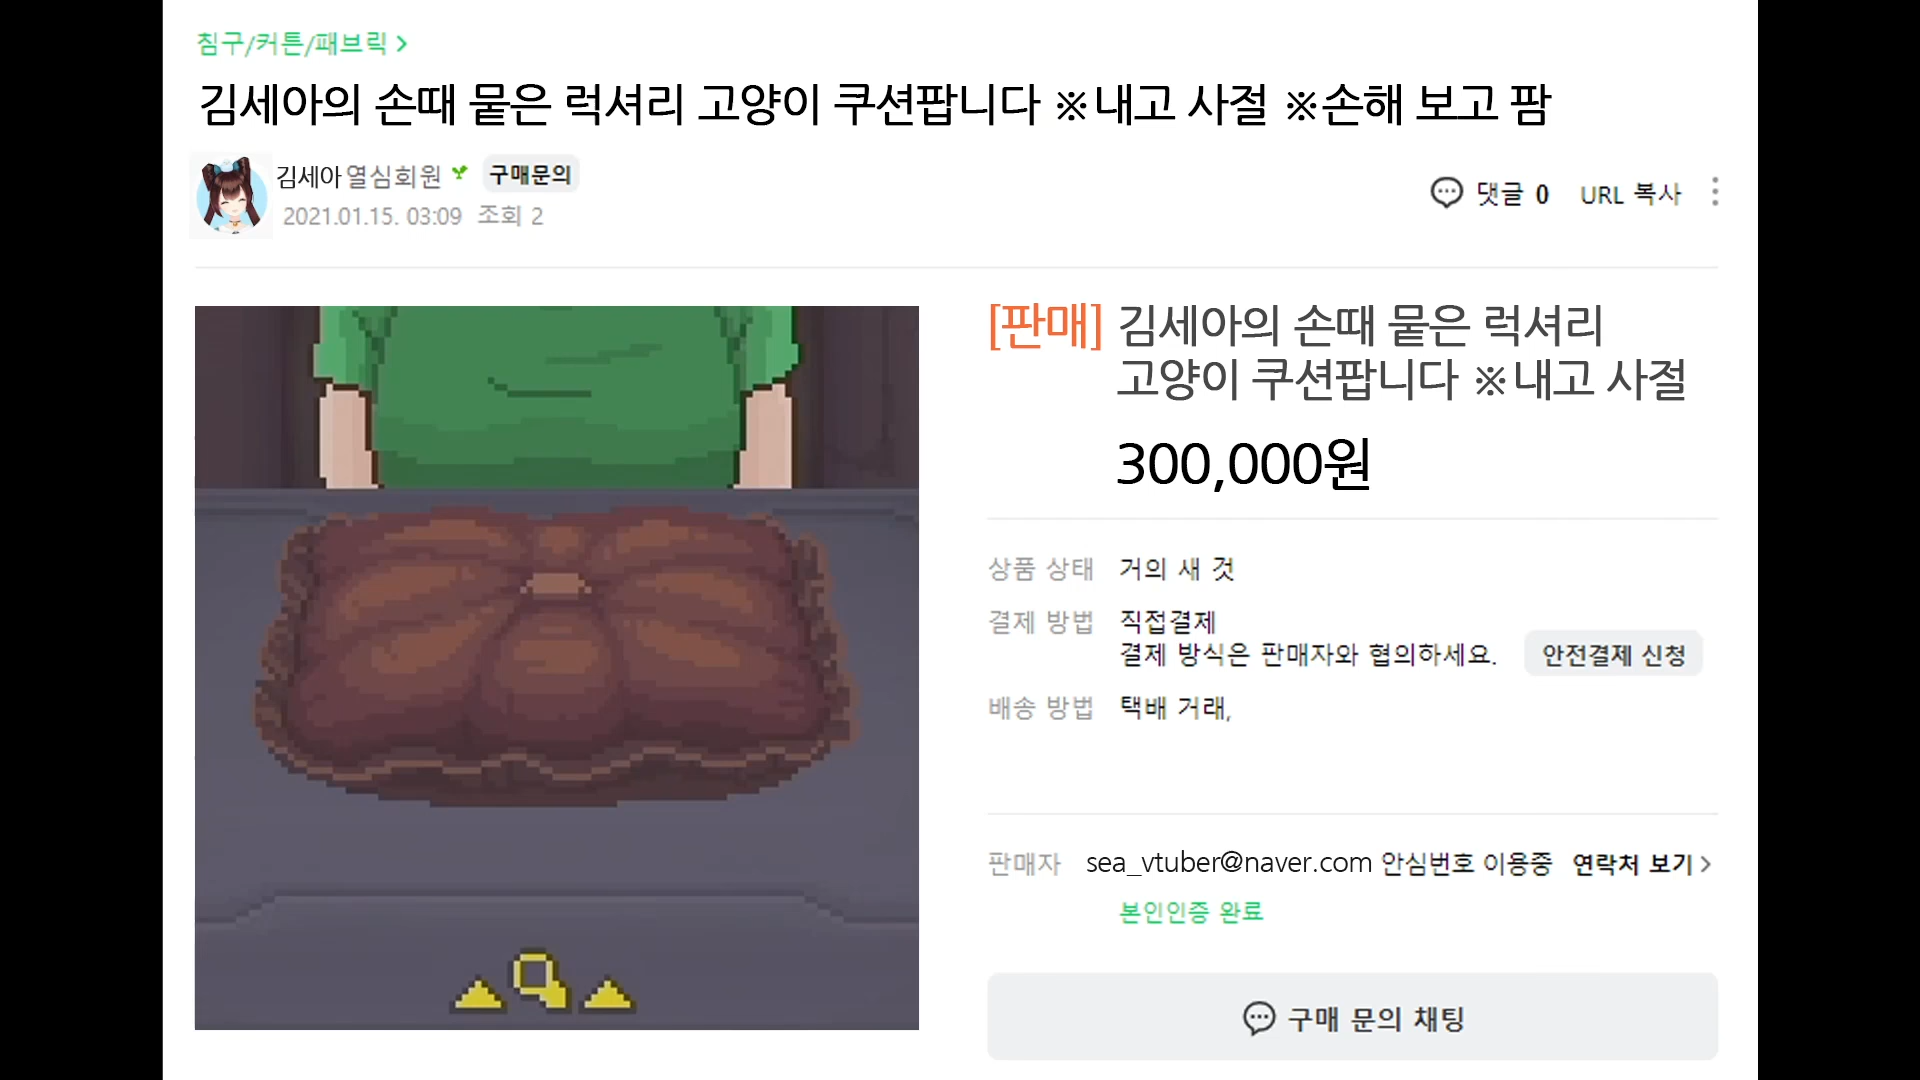 침구/커튼/패브릭 >
김세아의 손때 뭍은 럭셔리 고양이 쿠션팝니다 ※내고 사절 ※손해 보고 팜
김세아 열심회원 구매문의
2021.01.15. 03:09 조회 2
댓글 0 URL 복사
[판매] 김세아의 손때 뭍은 럭셔리
고양이 쿠션팝니다 ※내고 사절
300,000원
상품 상태 거의 새 것
결제 방법 직접결제
결제 방식은 판매자와 협의하세요. 안전결제 신청
배송 방법 택배 거래,
판매자 sea_vtuber@naver.com 안심번호 이용중 연락처 보기 >
본인인증 완료
구매 문의 채팅